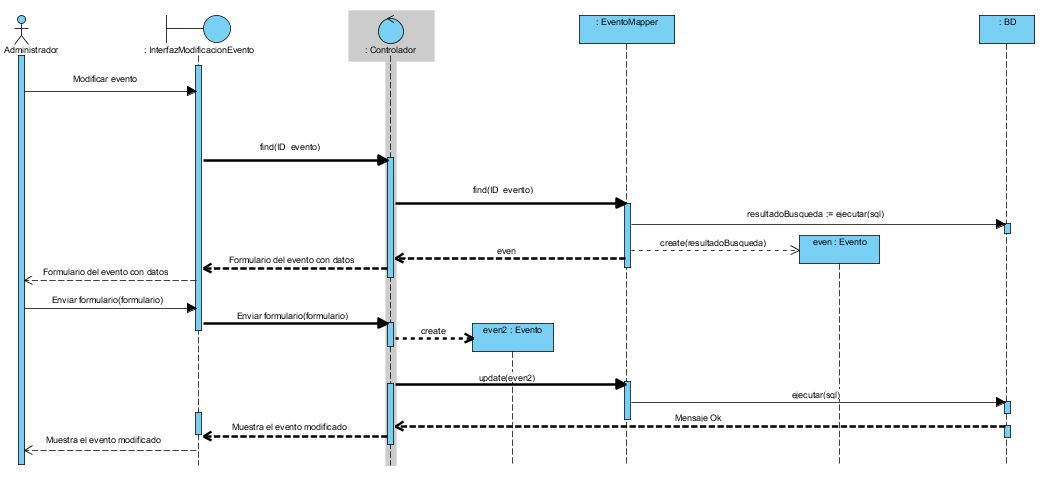 Administrador
: InterfazModificacionEvento
: Controlador
: EventoMapper
: BD
Modificar evento
find(ID evento)
find(ID evento)
resultadoBusqueda := ejecutar(sql)
create(resultadoBusqueda)
even : Evento
even
Formulario del evento con datos
Formulario del evento con datos
Enviar formulario(formulario)
Enviar formulario(formulario)
create
even2 : Evento
update(even2)
ejecutar(sql)
Mensaje Ok
Muestra el evento modificado
Muestra el evento modificado